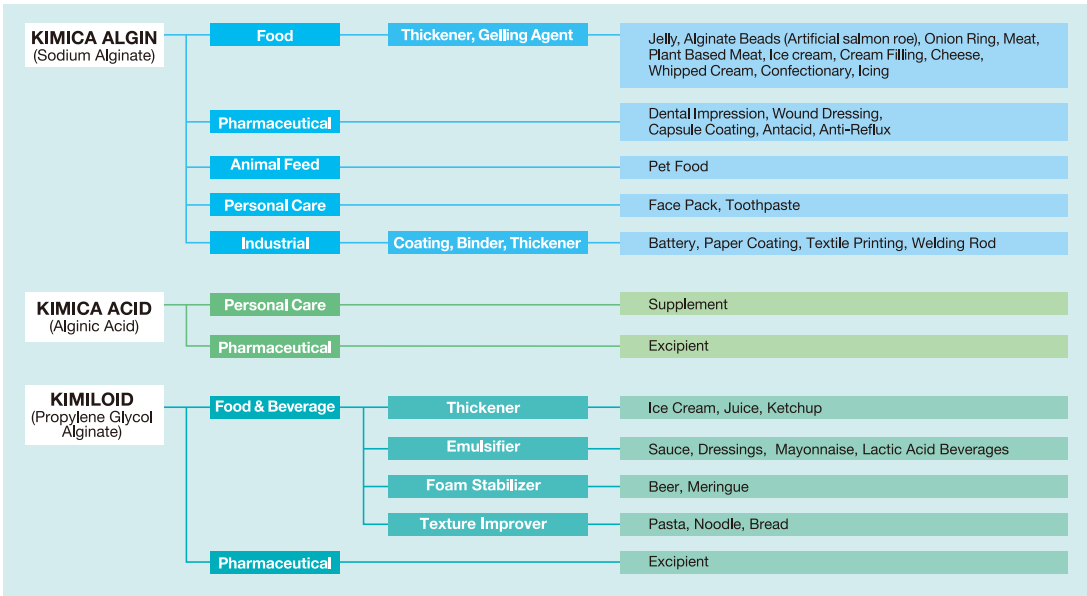 KIMICA ALGIN
(Sodium Alginate)
Food
Thickener, Gelling Agent
Jelly, Alginate Beads (Artificial salmon roe), Onion Ring, Meat,
Plant Based Meat, Ice cream, Cream Filling, Cheese,
Whipped Cream, Confectionary, Icing
Pharmaceutical
Dental Impression, Wound Dressing,
Capsule Coating, Antacid, Anti-Reflux
Animal Feed
Pet Food
Personal Care
Face Pack, Toothpaste
Industrial
Coating, Binder, Thickener
Battery, Paper Coating, Textile Printing, Welding Rod
KIMICA ACID
(Alginic Acid)
Personal Care
Supplement
Pharmaceutical
Excipient
KIMILOID
(Propylene Glycol
Alginate)
Food & Beverage
Thickener
Ice Cream, Juice, Ketchup
Emulsifier
Sauce, Dressings, Mayonnaise, Lactic Acid Beverages
Foam Stabilizer
Beer, Meringue
Texture Improver
Pasta, Noodle, Bread
Pharmaceutical
Excipient